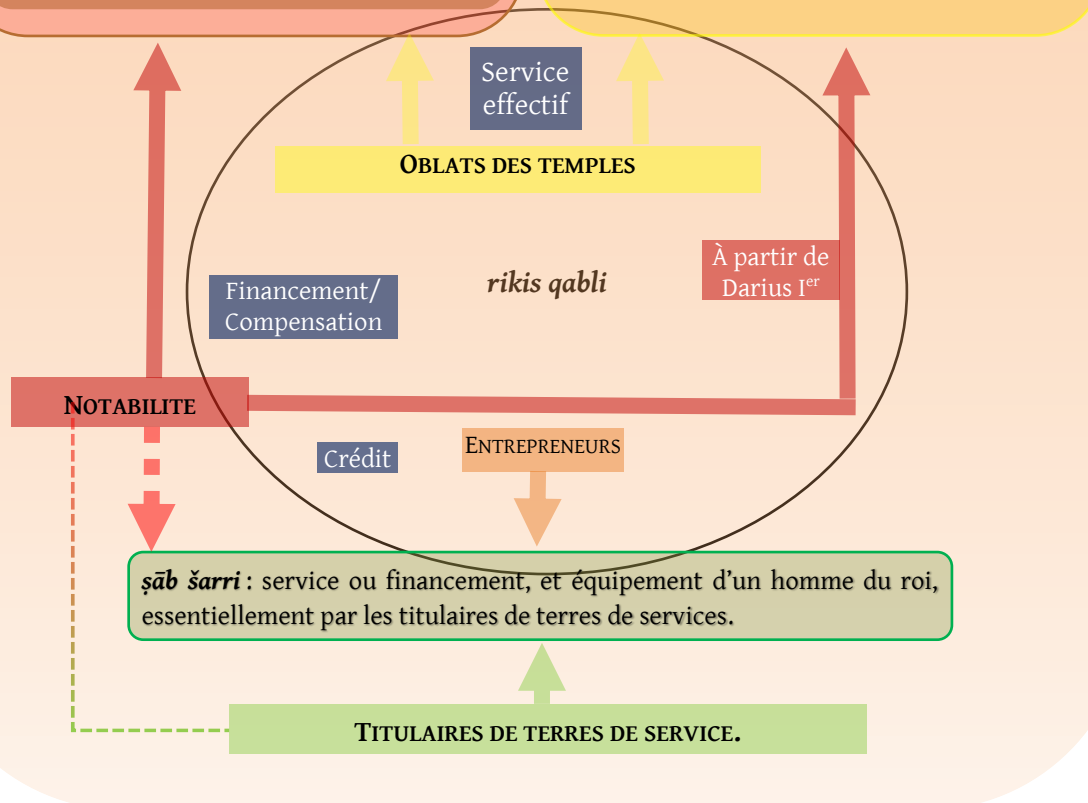 Service
effectif
OBLATS DES TEMPLES
À partir de
Darius Iᵉʳ
rikis qabli
Financement/
Compensation
NOTABILITE
ENTREPRENEURS
Crédit
ṣāb šarri : service ou financement, et équipement d’un homme du roi,
essentiellement par les titulaires de terres de services.
TITULAIRES DE TERRES DE SERVICE.